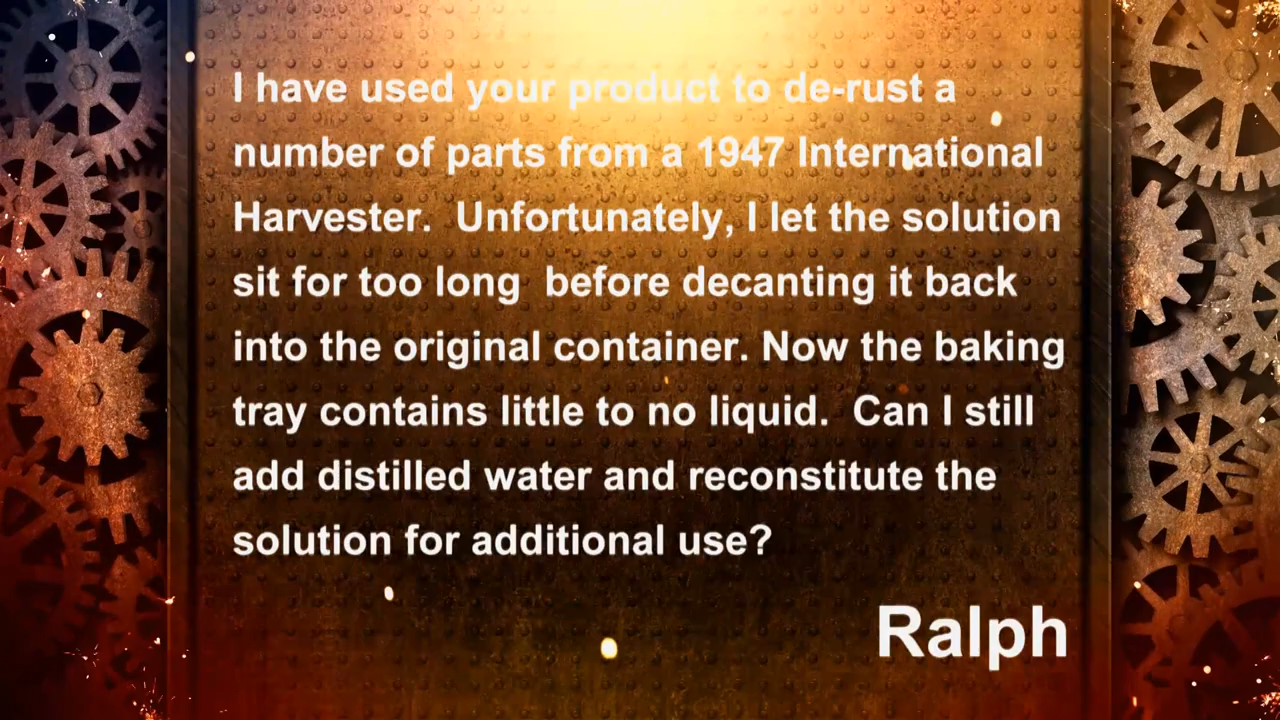 I have used your product to de-rust a
number of parts from a 1947 International
Harvester.  Unfortunately, I let the solution
sit for too long  before decanting it back
into the original container. Now the baking
tray contains little to no liquid.  Can I still
add distilled water and reconstitute the
solution for additional use?
Ralph